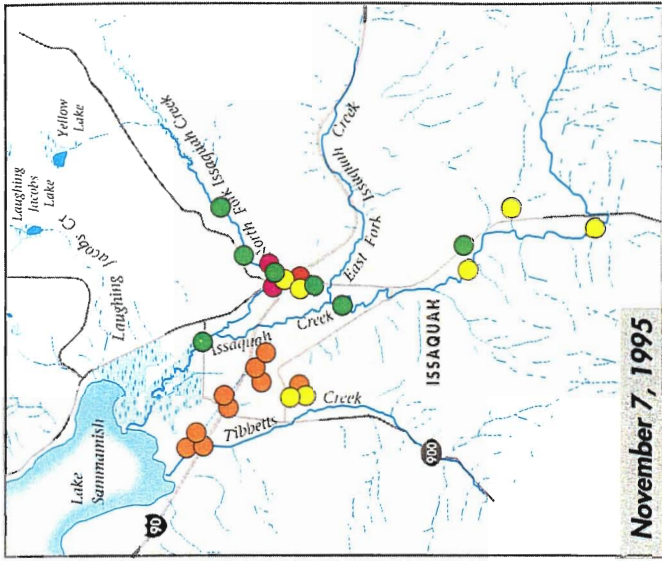 Laughing
Jacobs
Lake
Yellow
Lake
Laughing
Jacobs Cr
North Fork Issaquah Creek
Lake
Sammamish
Issaquah
Creek
East Fork
Issaquah Creek
Tibbetts
Creek
ISSAQUAH
90
900
November 7, 1995